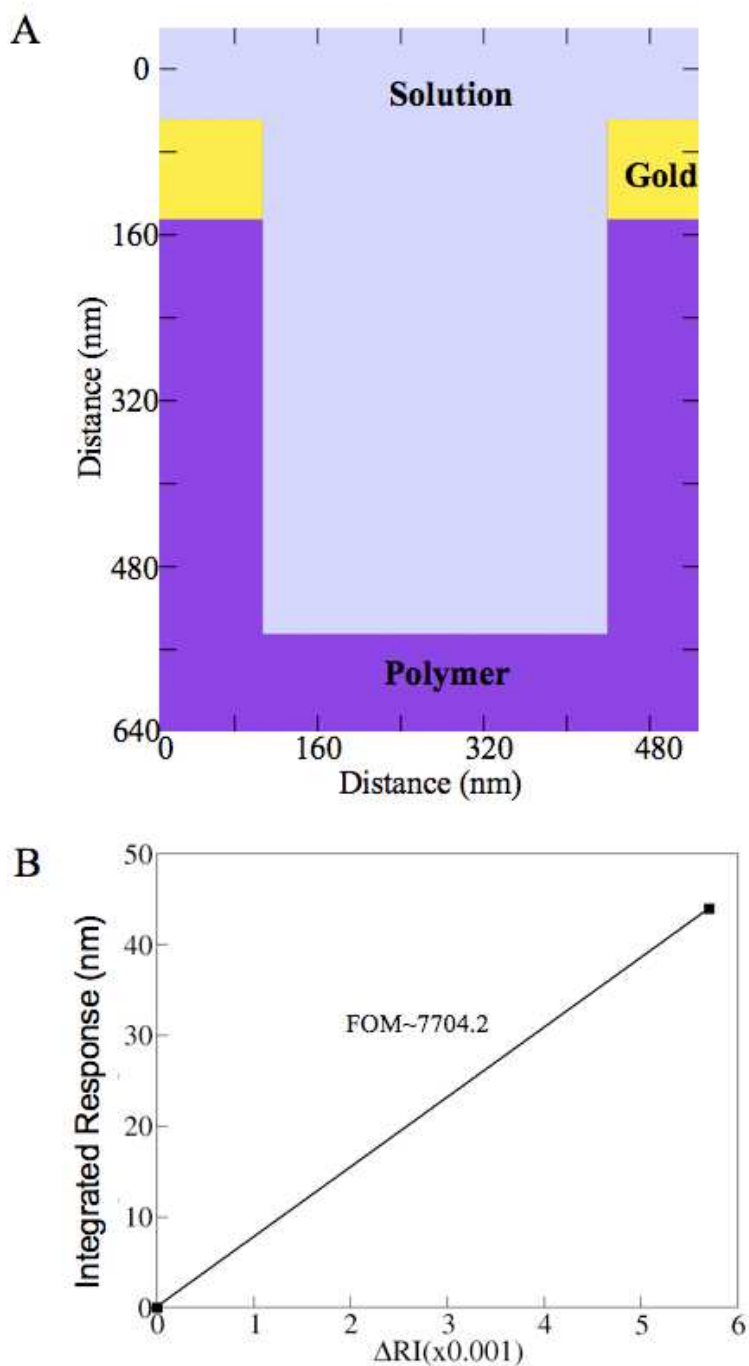 A
0
Solution
Gold
160
Distance (nm)
320
480
Polymer
640
0 160 320 480
Distance (nm)
B
50
40
Integrated Response (nm)
FOM~7704.2
30
20
10
0
0 1 2 3 4 5 6
ΔRI(x0.001)